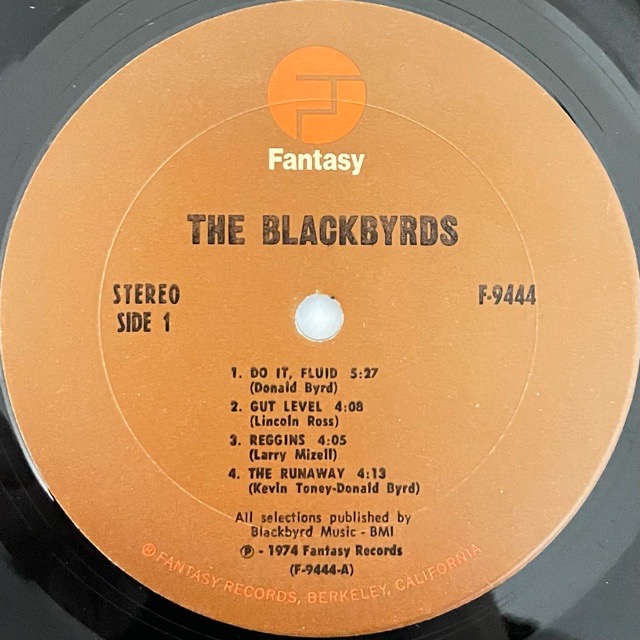 Fantasy
THE BLACKBYRDS
STEREO
SIDE 1
F-9444
1. DO IT, FLUID 5:27
(Donald Byrd)
2. GUT LEVEL 4:08
(Lincoln Ross)
3. REGGINS 4:05
(Larry Mizell)
4. THE RUNAWAY 4:13
(Kevin Toney-Donald Byrd)
All selections published by
Blackbyrd Music - BMI
℗ - 1974 Fantasy Records
(F-9444-A)
® FANTASY RECORDS, BERKELEY, CALIFORNIA